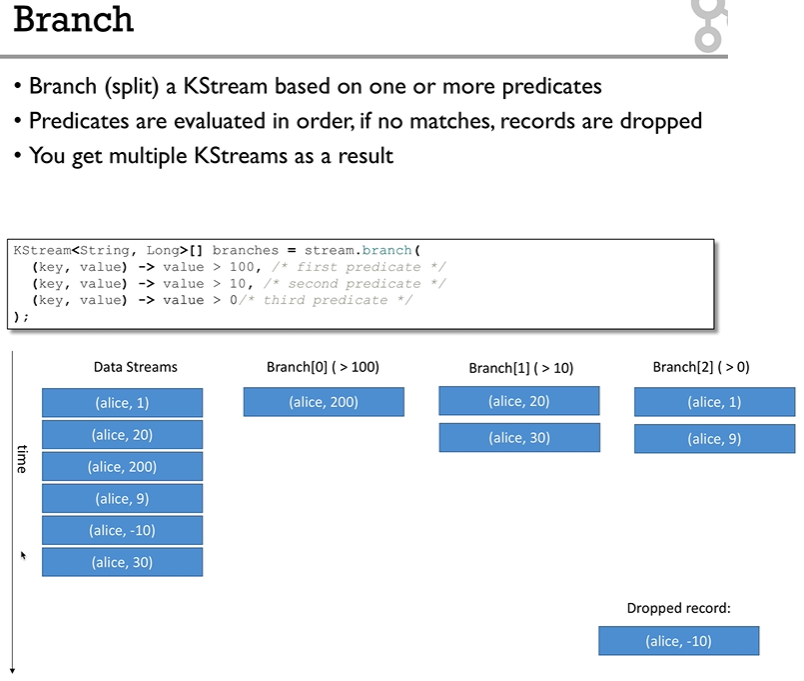 Branch
• Branch (split) a KStream based on one or more predicates
• Predicates are evaluated in order, if no matches, records are dropped
• You get multiple KStreams as a result
KStream<String, Long>[] branches = stream.branch(
(key, value) -> value > 100, /* first predicate */
(key, value) -> value > 10, /* second predicate */
(key, value) -> value > 0/* third predicate */
);
time
Data Streams
(alice, 1)
(alice, 20)
(alice, 200)
(alice, 9)
(alice, -10)
(alice, 30)
Branch[0] ( > 100)
(alice, 200)
Branch[1] ( > 10)
(alice, 20)
(alice, 30)
Branch[2] ( > 0)
(alice, 1)
(alice, 9)
Dropped record:
(alice, -10)